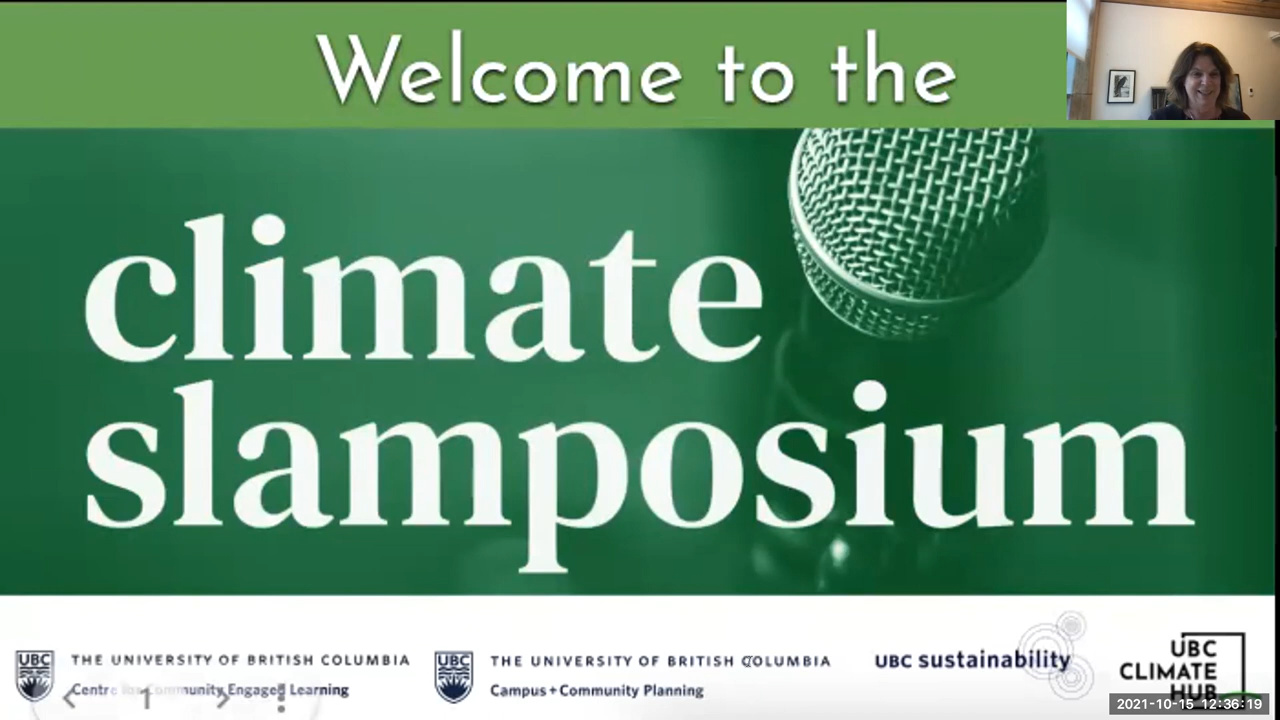 Welcome to the
climate
slamposium
UBC
THE UNIVERSITY OF BRITISH COLUMBIA
Centre for Community Engaged Learning
UBC
THE UNIVERSITY OF BRITISH COLUMBIA
Campus + Community Planning
UBC sustainability
UBC
CLIMATE
HUB
1
2021-10-15 12:36:19